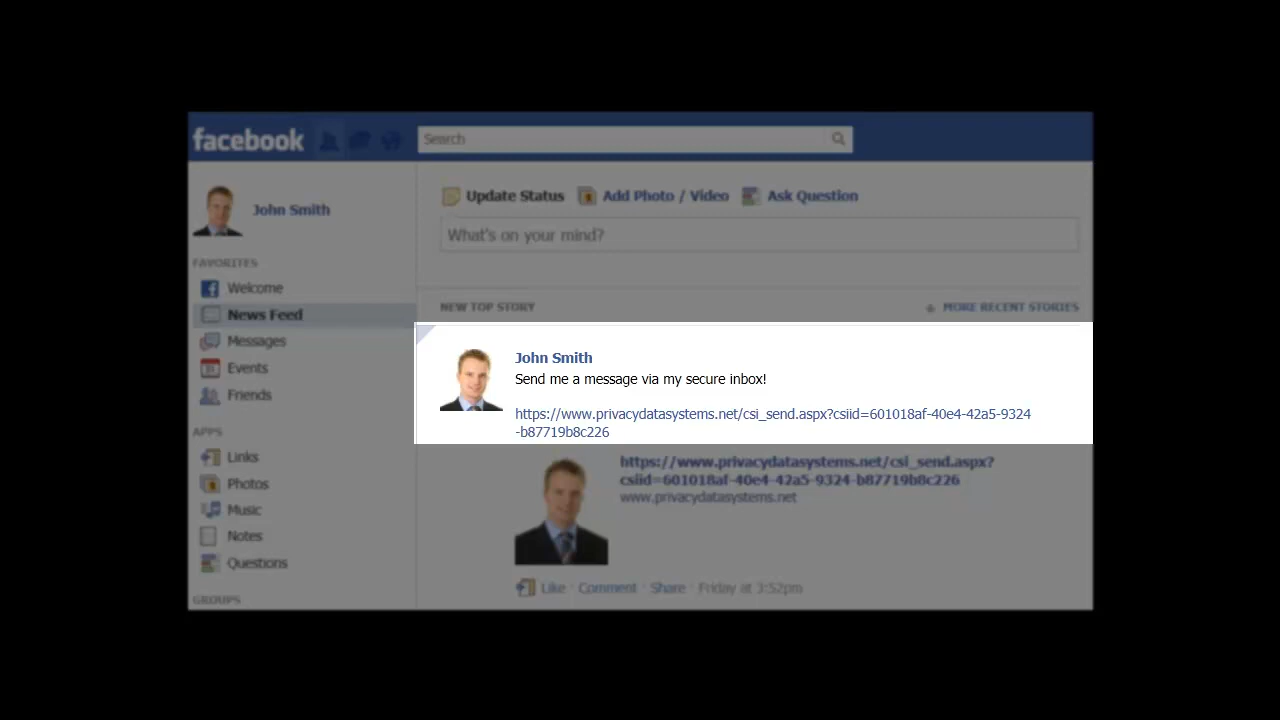 facebook
Search
John Smith
Update Status
Add Photo / Video
Ask Question
What's on your mind?
FAVORITES
Welcome
News Feed
Messages
Events
Friends
APPS
Links
Photos
Music
Notes
Questions
GROUPS
NEW TOP STORY
MORE RECENT STORIES
John Smith
Send me a message via my secure inbox!
https://www.privacydatasystems.net/csi_send.aspx?csiid=601018af-40e4-42a5-9324
-b87719b8c226
https://www.privacydatasystems.net/csi_send.aspx?
csiid=601018af-40e4-42a5-9324-b87719b8c226
www.privacydatasystems.net
Like · Comment · Share · Friday at 3:52pm